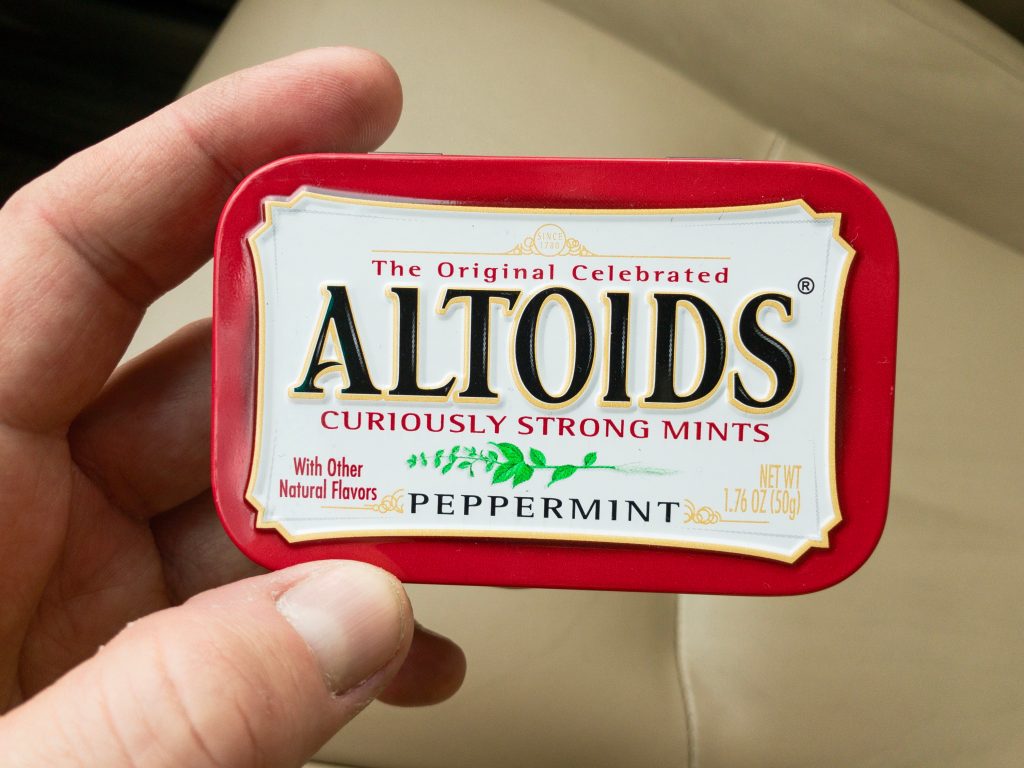 SINCE
1780
The Original Celebrated
ALTOIDS®
CURIOUSLY STRONG MINTS
With Other
Natural Flavors
PEPPERMINT
NET WT
1.76 OZ (50g)